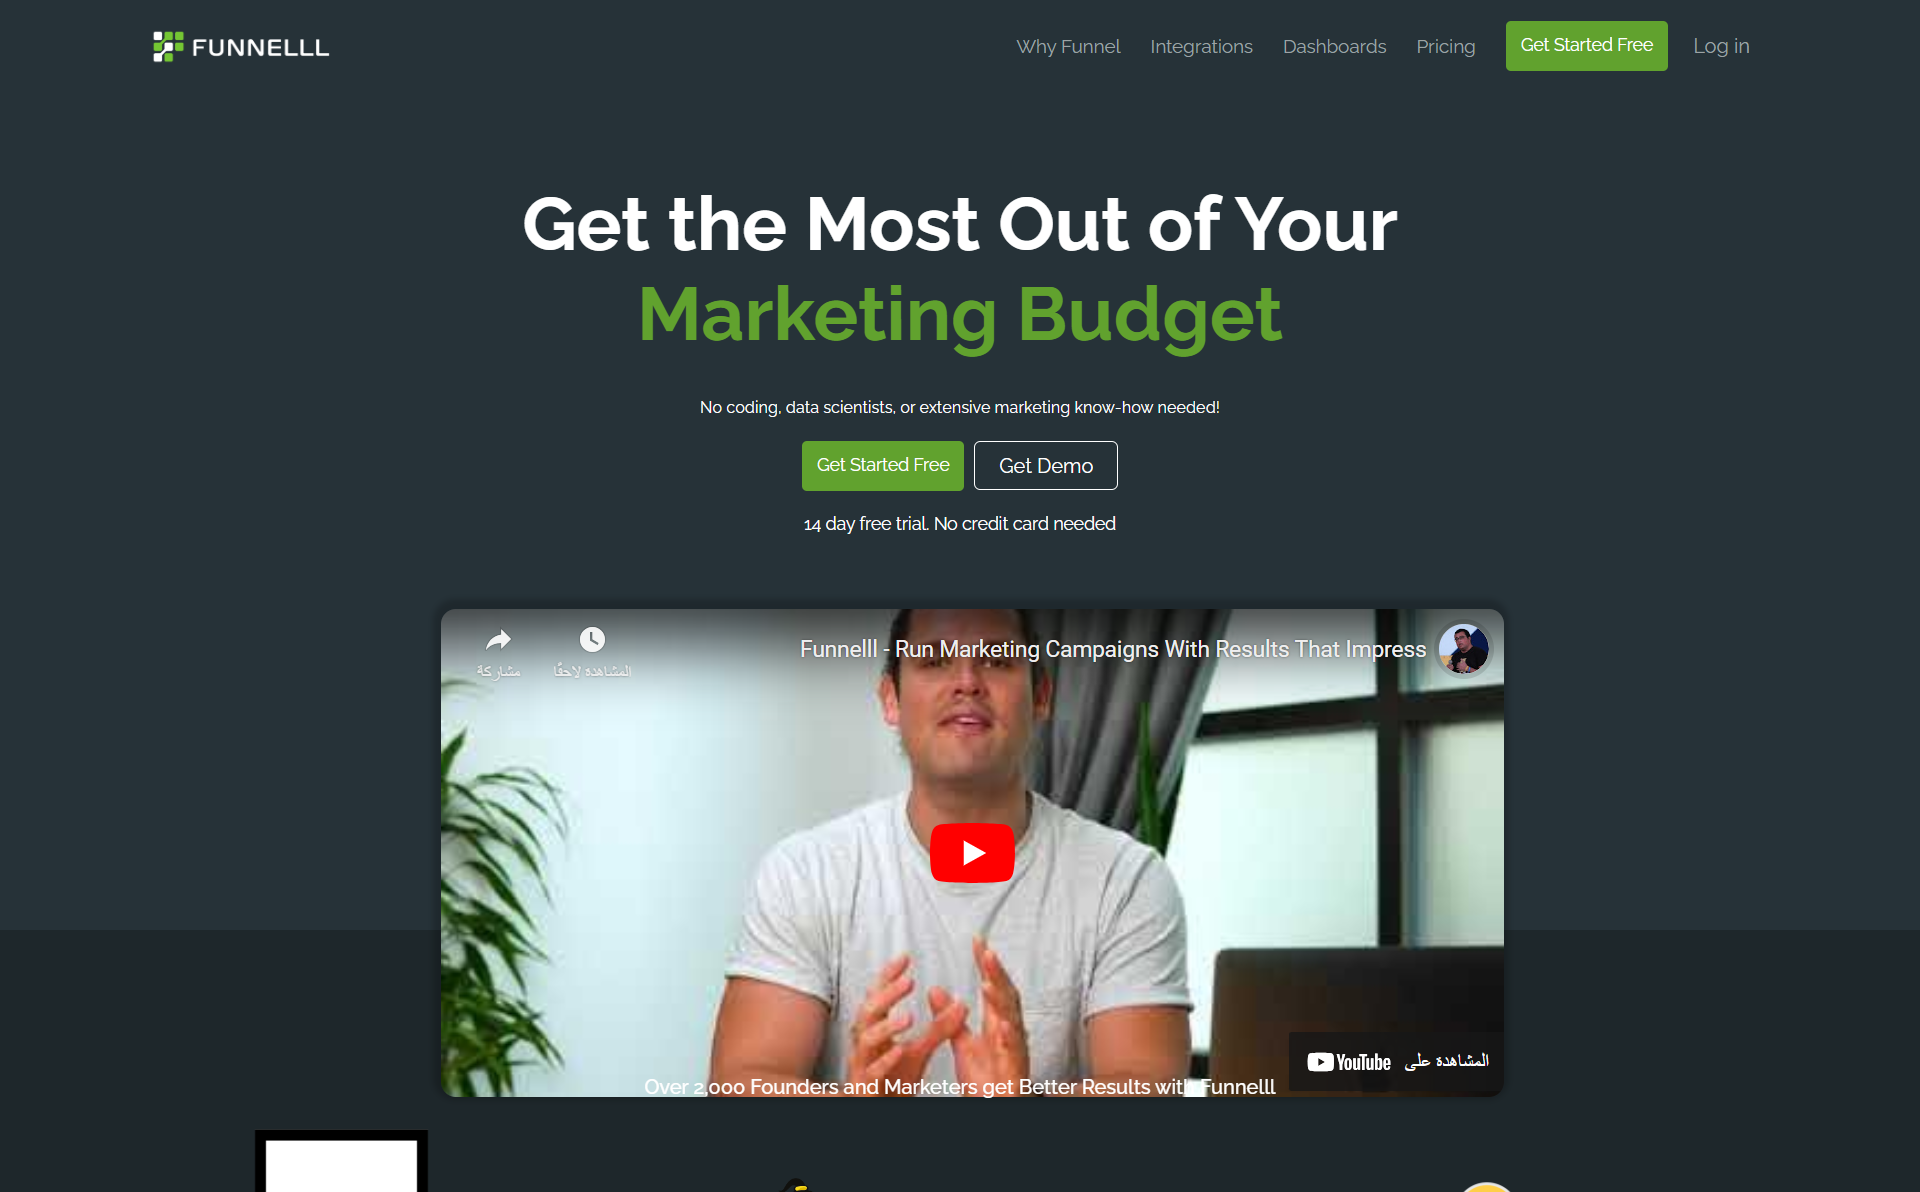 FUNNELLL
Why Funnel
Integrations
Dashboards
Pricing
Get Started Free
Log in
Get the Most Out of Your
Marketing Budget
No coding, data scientists, or extensive marketing know-how needed!
Get Started Free
Get Demo
14 day free trial. No credit card needed
Funnelll - Run Marketing Campaigns With Results That Impress
المشاهدة لاحقًا
مشاركة
المشاهدة على YouTube
Over 2,000 Founders and Marketers get Better Results with Funnelll